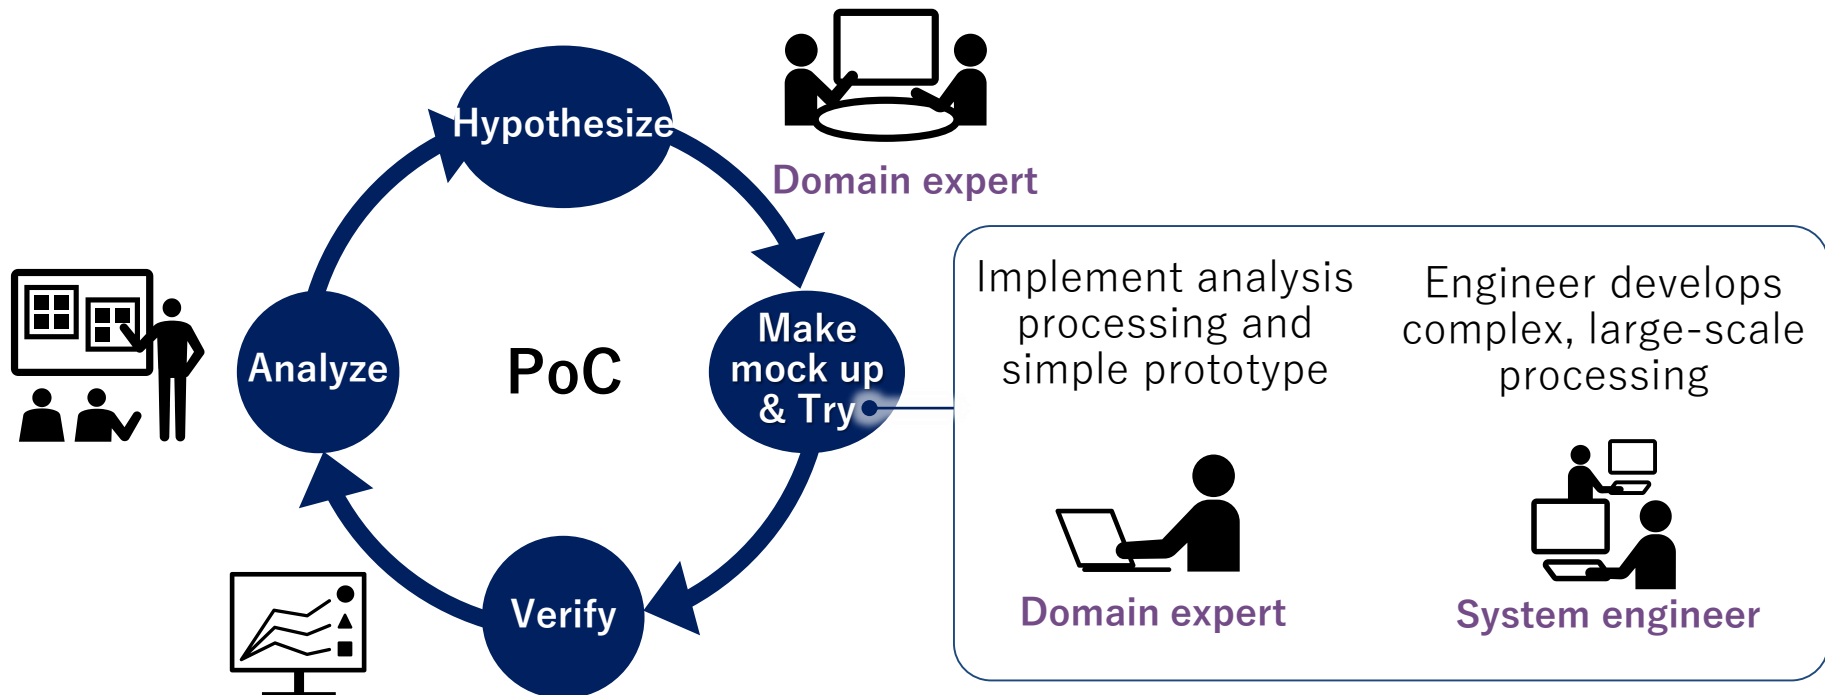 Hypothesize
Domain expert
Make
mock up
& Try
Analyze
PoC
Verify
Implement analysis
processing and
simple prototype
Domain expert
Engineer develops
complex, large-scale
processing
System engineer